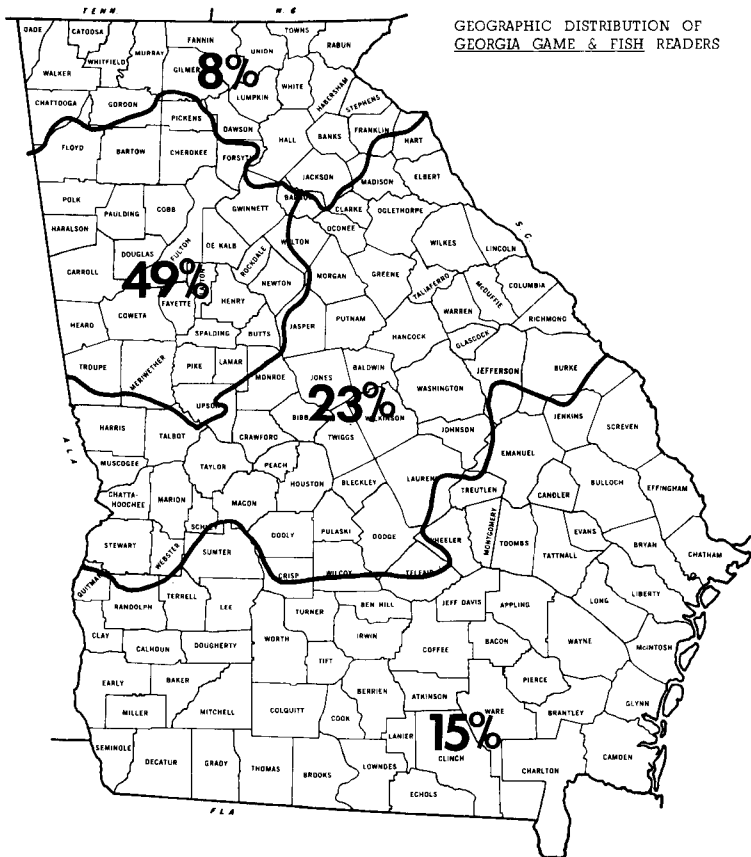 GEOGRAPHIC DISTRIBUTION OF
GEORGIA GAME & FISH READERS
TENN.
DADE
CATOOSA
WHITFIELD
MURRAY
FANNIN
GILMER
UNION
TOWNS
RABUN
WALKER
8%
WHITE
HABERSHAM
STEPHENS
LUMPKIN
CHATTOOGA
GORDON
PICKENS
DAWSON
HALL
BANKS
FRANKLIN
HART
FLOYD
BARTOW
CHEROKEE
FORSYTH
JACKSON
MADISON
ELBERT
POLK
PAULDING
COBB
GWINNETT
CLARKE
OGLETHORPE
S C
HARALSON
OCONEE
DOUGLAS
FULTON
DE KALB
ROCKDALE
WALTON
WILKES
LINCOLN
CARROLL
49%
NEWTON
MORGAN
GREENE
TALIAFERRO
McDUFFIE
COLUMBIA
FAYETTE
HENRY
WARREN
RICHMOND
HEARD
COWETA
SPALDING
BUTTS
JASPER
PUTNAM
HANCOCK
GLASCOCK
TROUPE
MERIWETHER
PIKE
LAMAR
MONROE
JONES
BALDWIN
JEFFERSON
BURKE
UPSON
WASHINGTON
BIBB
23%
WILKINSON
JENKINS
SCREVEN
ALA
HARRIS
TALBOT
CRAWFORD
TWIGGS
JOHNSON
EMANUEL
MUSCOGEE
TAYLOR
PEACH
HOUSTON
BLECKLEY
LAURENS
TREUTLEN
CANDLER
BULLOCH
EFFINGHAM
CHATTA-
HOOCHEE
MARION
MACON
SCHLEY
DOOLY
PULASKI
DODGE
WHEELER
MONTGOMERY
TOOMBS
EVANS
TATTNALL
BRYAN
CHATHAM
STEWART
WEBSTER
SUMTER
CRISP
WILCOX
TELFAIR
QUITMAN
RANDOLPH
TERRELL
LEE
TURNER
BEN HILL
JEFF DAVIS
APPLING
LONG
LIBERTY
CLAY
CALHOUN
DOUGHERTY
WORTH
TIFT
IRWIN
COFFEE
BACON
WAYNE
McINTOSH
EARLY
BAKER
BERRIEN
ATKINSON
PIERCE
MILLER
MITCHELL
COLQUITT
COOK
WARE
BRANTLEY
GLYNN
LANIER
15%
SEMINOLE
DECATUR
GRADY
THOMAS
BROOKS
LOWNDES
CLINCH
CHARLTON
CAMDEN
ECHOLS
FLA